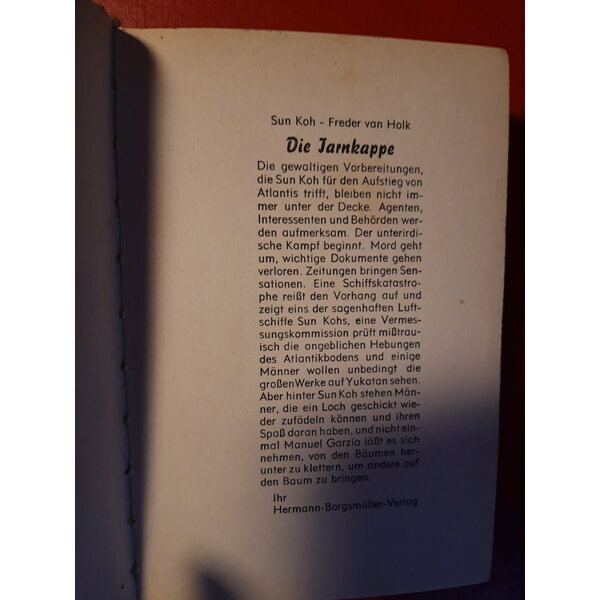 Sun Koh - Freder van Holk
Die Tarnkappe
Die gewaltigen Vorbereitungen,
die Sun Koh für den Aufstieg von
Atlantis trifft, bleiben nicht im-
mer unter der Decke. Agenten,
Interessenten und Behörden wer-
den aufmerksam. Der unterirdi-
sche Kampf beginnt. Mord geht
um, wichtige Dokumente gehen
verloren. Zeitungen bringen Sen-
sationen. Eine Schiffskatastro-
phe reißt den Vorhang auf und
zeigt eins der sagenhaften Luft-
schiffe Sun Kohs, eine Vermes-
sungskommission prüft mißtrau-
isch die angeblichen Hebungen
des Atlantikbodens und einige
Männer wollen unbedingt die
großen Werke auf Yukatan sehen.
Aber hinter Sun Koh stehen Män-
ner, die ein Loch geschickt wie-
der zufädeln können und ihren
Spaß daran haben, und nicht ein-
mal Manuel Garzia läßt es sich
nehmen, von den Bäumen her-
unter zu klettern, um andere auf
den Baum zu bringen.
Ihr
Hermann-Borgsmüller-Verlag